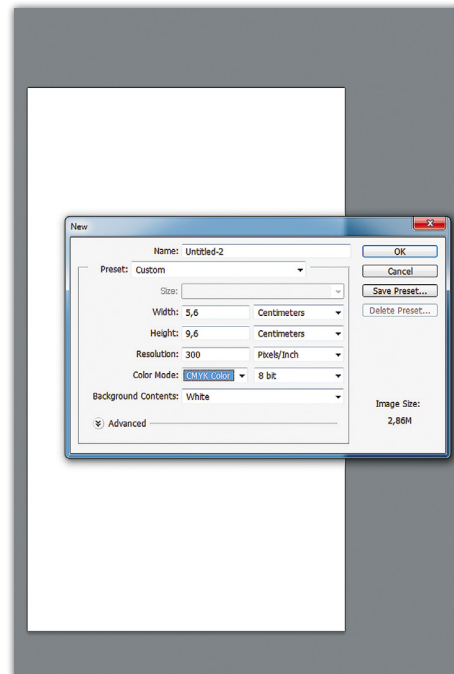 New
Name: Untitled-2
OK
Preset: Custom
Cancel
Size:
Save Preset...
Width: 5,6 Centimeters
Delete Preset...
Height: 9,6 Centimeters
Resolution: 300 Pixels/Inch
Color Mode: CMYK Color 8 bit
Background Contents: White
Image Size:
Advanced
2,86M